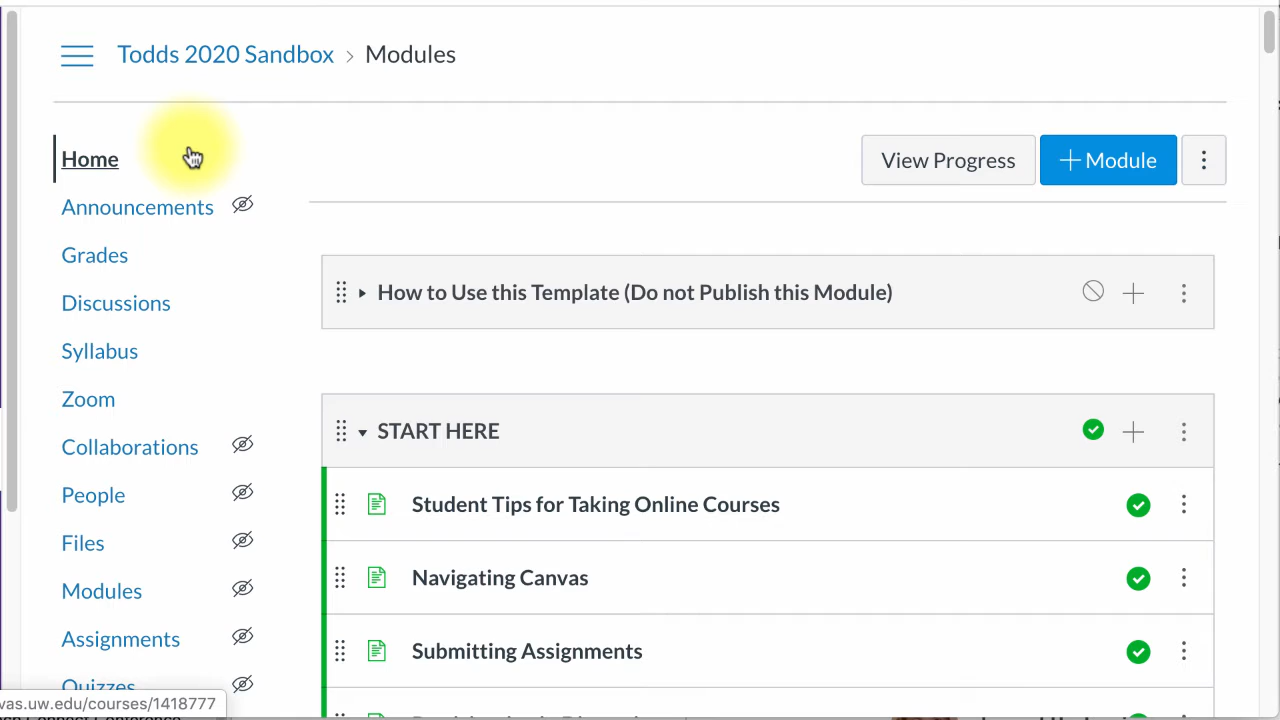 Todds 2020 Sandbox > Modules
Home
View Progress
+ Module
Announcements
Grades
Discussions
Syllabus
Zoom
Collaborations
People
Files
Modules
Assignments
Quizzes
How to Use this Template (Do not Publish this Module)
START HERE
Student Tips for Taking Online Courses
Navigating Canvas
Submitting Assignments
vas.uw.edu/courses/1418777